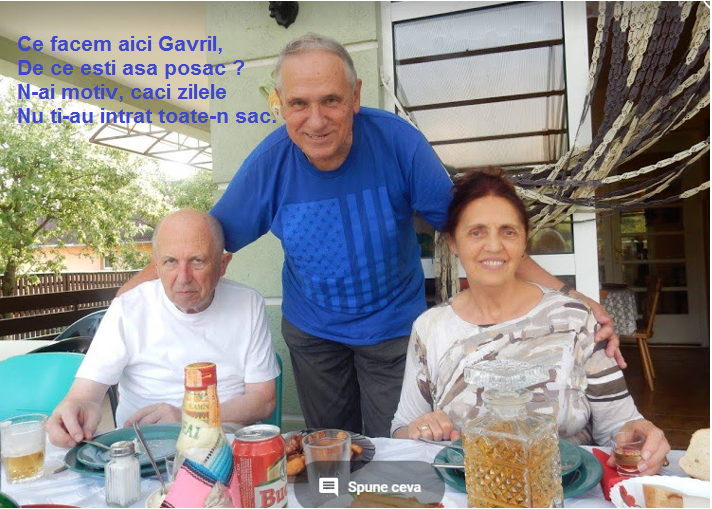 Ce facem aici Gavril,
De ce esti asa posac ?
N-ai motiv, caci zilele
Nu ti-au intrat toate-n sac.
Spune ceva